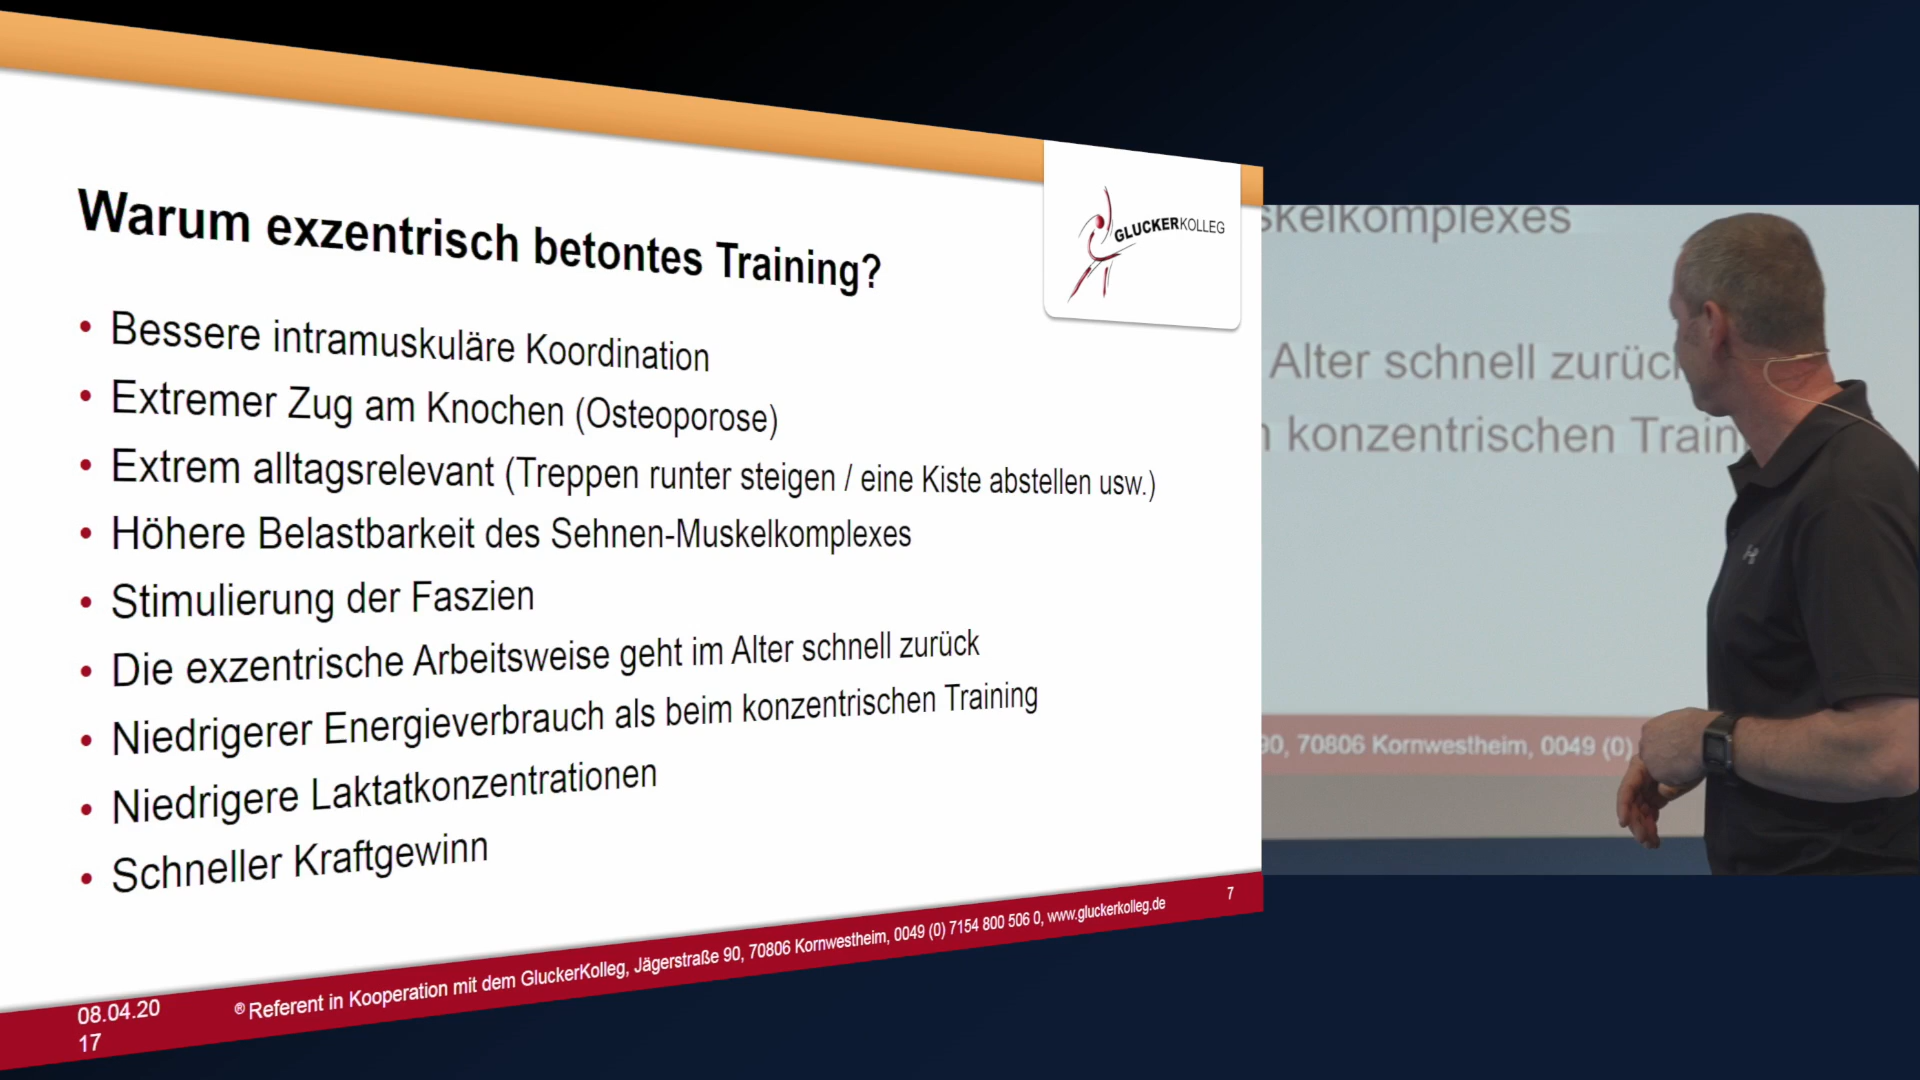 Warum exzentrisch betontes Training?
GLUCKERKOLLEG
• Bessere intramuskuläre Koordination
• Extremer Zug am Knochen (Osteoporose)
• Extrem alltagsrelevant (Treppen runter steigen / eine Kiste abstellen usw.)
• Höhere Belastbarkeit des Sehnen-Muskelkomplexes
• Stimulierung der Faszien
• Die exzentrische Arbeitsweise geht im Alter schnell zurück
• Niedrigerer Energieverbrauch als beim konzentrischen Training
• Niedrigere Laktatkonzentrationen
• Schneller Kraftgewinn
08.04.20
17
® Referent in Kooperation mit dem GluckerKolleg, Jägerstraße 90, 70806 Kornwestheim, 0049 (0) 7154 800 506 0, www.gluckerkolleg.de
7
skelkomplexes
Alter schnell zurück
konzentrischen Train
90, 70806 Kornwestheim, 0049 (0)